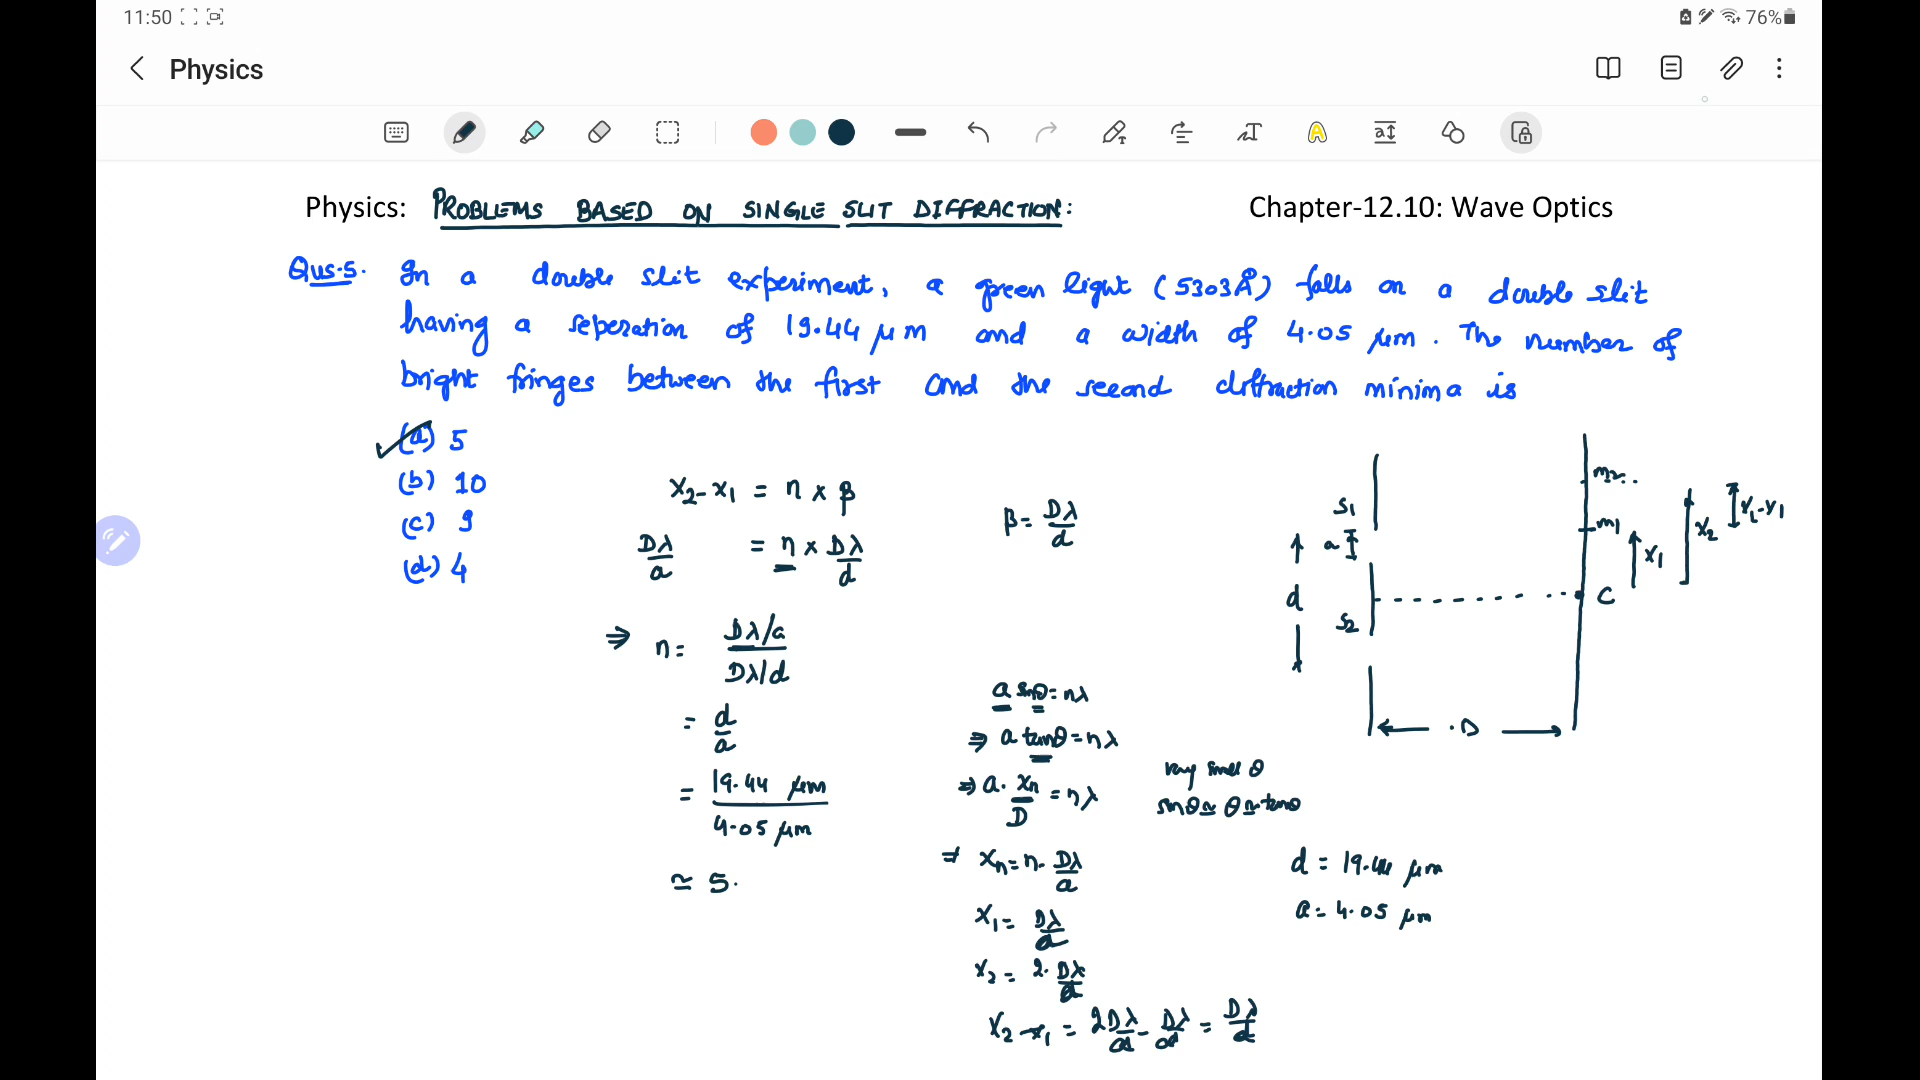 11:50
76%
Physics
Physics: PROBLEMS BASED ON SINGLE SLIT DIFFRACTION:
Chapter-12.10: Wave Optics
Qus.5. In a double slit experiment, a green light (5303Å) falls on a double slit
having a seperation of 19.44 μm and a width of 4.05 μm. The number of
bright fringes between the first and the second diffraction minima is
(a) 5
(b) 10
(c) 9
(d) 4
x₂-x₁ = n × β
Dλ/a = n × Dλ/d
⇒ n = (Dλ/a)/(Dλ/d)
= d/a
= 19.44 μm / 4.05 μm
≃ 5.
β = Dλ/d
a sinθ = nλ
⇒ a tanθ = nλ
⇒ a. xₙ/D = nλ
⇒ xₙ = n. Dλ/a
x₁ = Dλ/a
x₂ = 2. Dλ/a
x₂-x₁ = 2Dλ/a - Dλ/a = Dλ/d
very small θ
sinθ ≃ θ ≃ tanθ
d = 19.44 μm
a = 4.05 μm
S₁
a
d
S₂
m₂
m₁
C
x₁
x₂
x₂-x₁
D